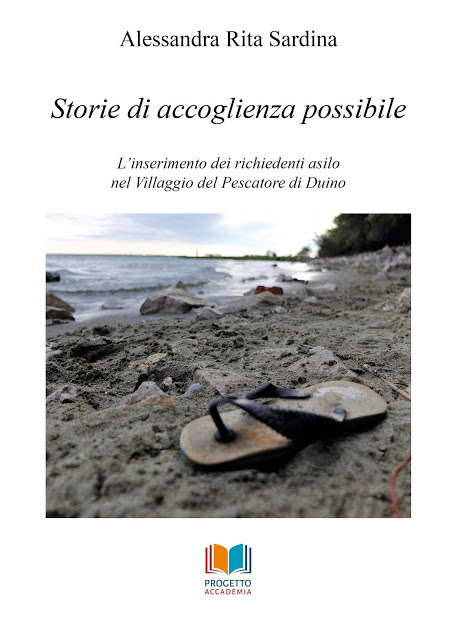 Alessandra Rita Sardina
Storie di accoglienza possibile
L'inserimento dei richiedenti asilo
nel Villaggio del Pescatore di Duino
PROGETTO
ACCADEMIA